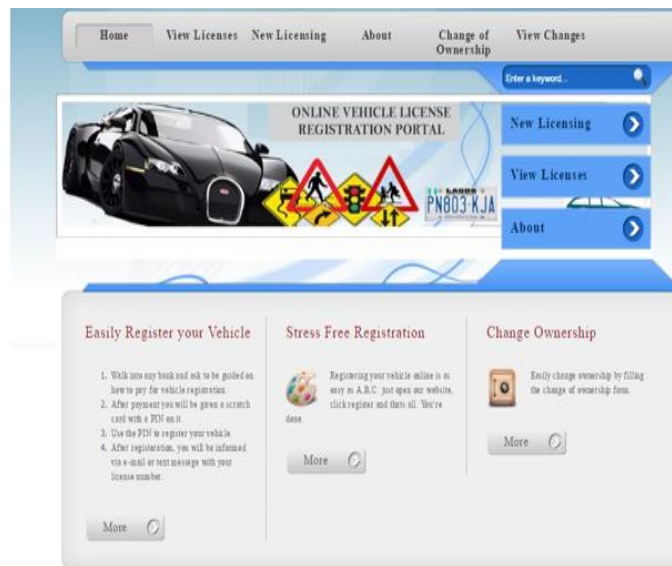 Home
View Licenses
New Licensing
About
Change of
Ownership
View Changes
Enter a keyword...
ONLINE VEHICLE LICENSE
REGISTRATION PORTAL
LAGOS
PN803 KJA
New Licensing
View Licenses
About
Easily Register your Vehicle
1. Walk into any bank and ask to be guided on
how to pay for vehicle registration.
2. After payment you will be given a scratch
card with a PIN on it.
3. Use the PIN to register your vehicle.
4. After registeration, you will be informed
via e-mail or text message with your
license number.
More
Stress Free Registration
Registering your vehicle online is as
easy as A.B.C. just open our website,
click register and thats all. You're
done.
More
Change Ownership
Easily change ownership by filling
the change of ownership form.
More